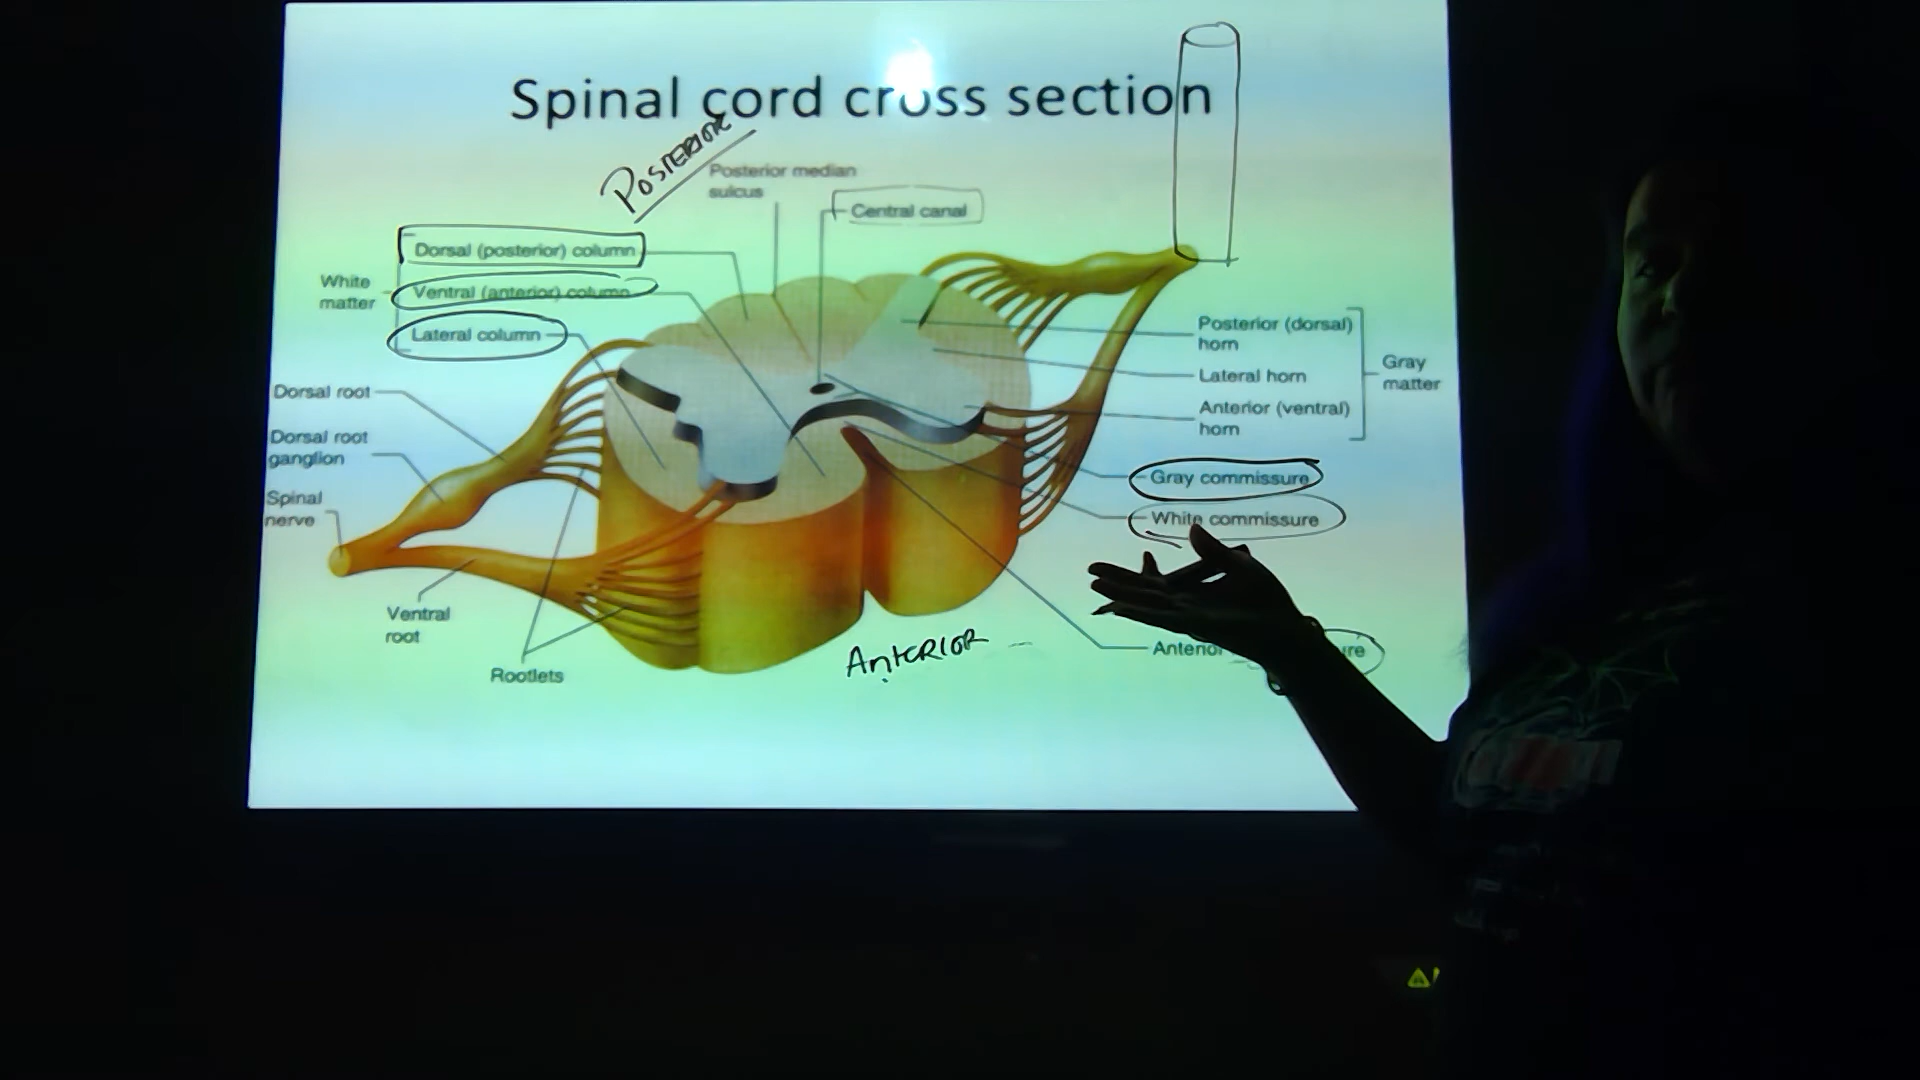 Spinal cord cross section
POSTERIOR
Posterior median
sulcus
Central canal
Dorsal (posterior) column
White
matter
Ventral (anterior) column
Lateral column
Dorsal root
Dorsal root
ganglion
Spinal
nerve
Ventral
root
Rootlets
Posterior (dorsal)
horn
Lateral horn
Gray
matter
Anterior (ventral)
horn
Gray commissure
White commissure
ANTERIOR